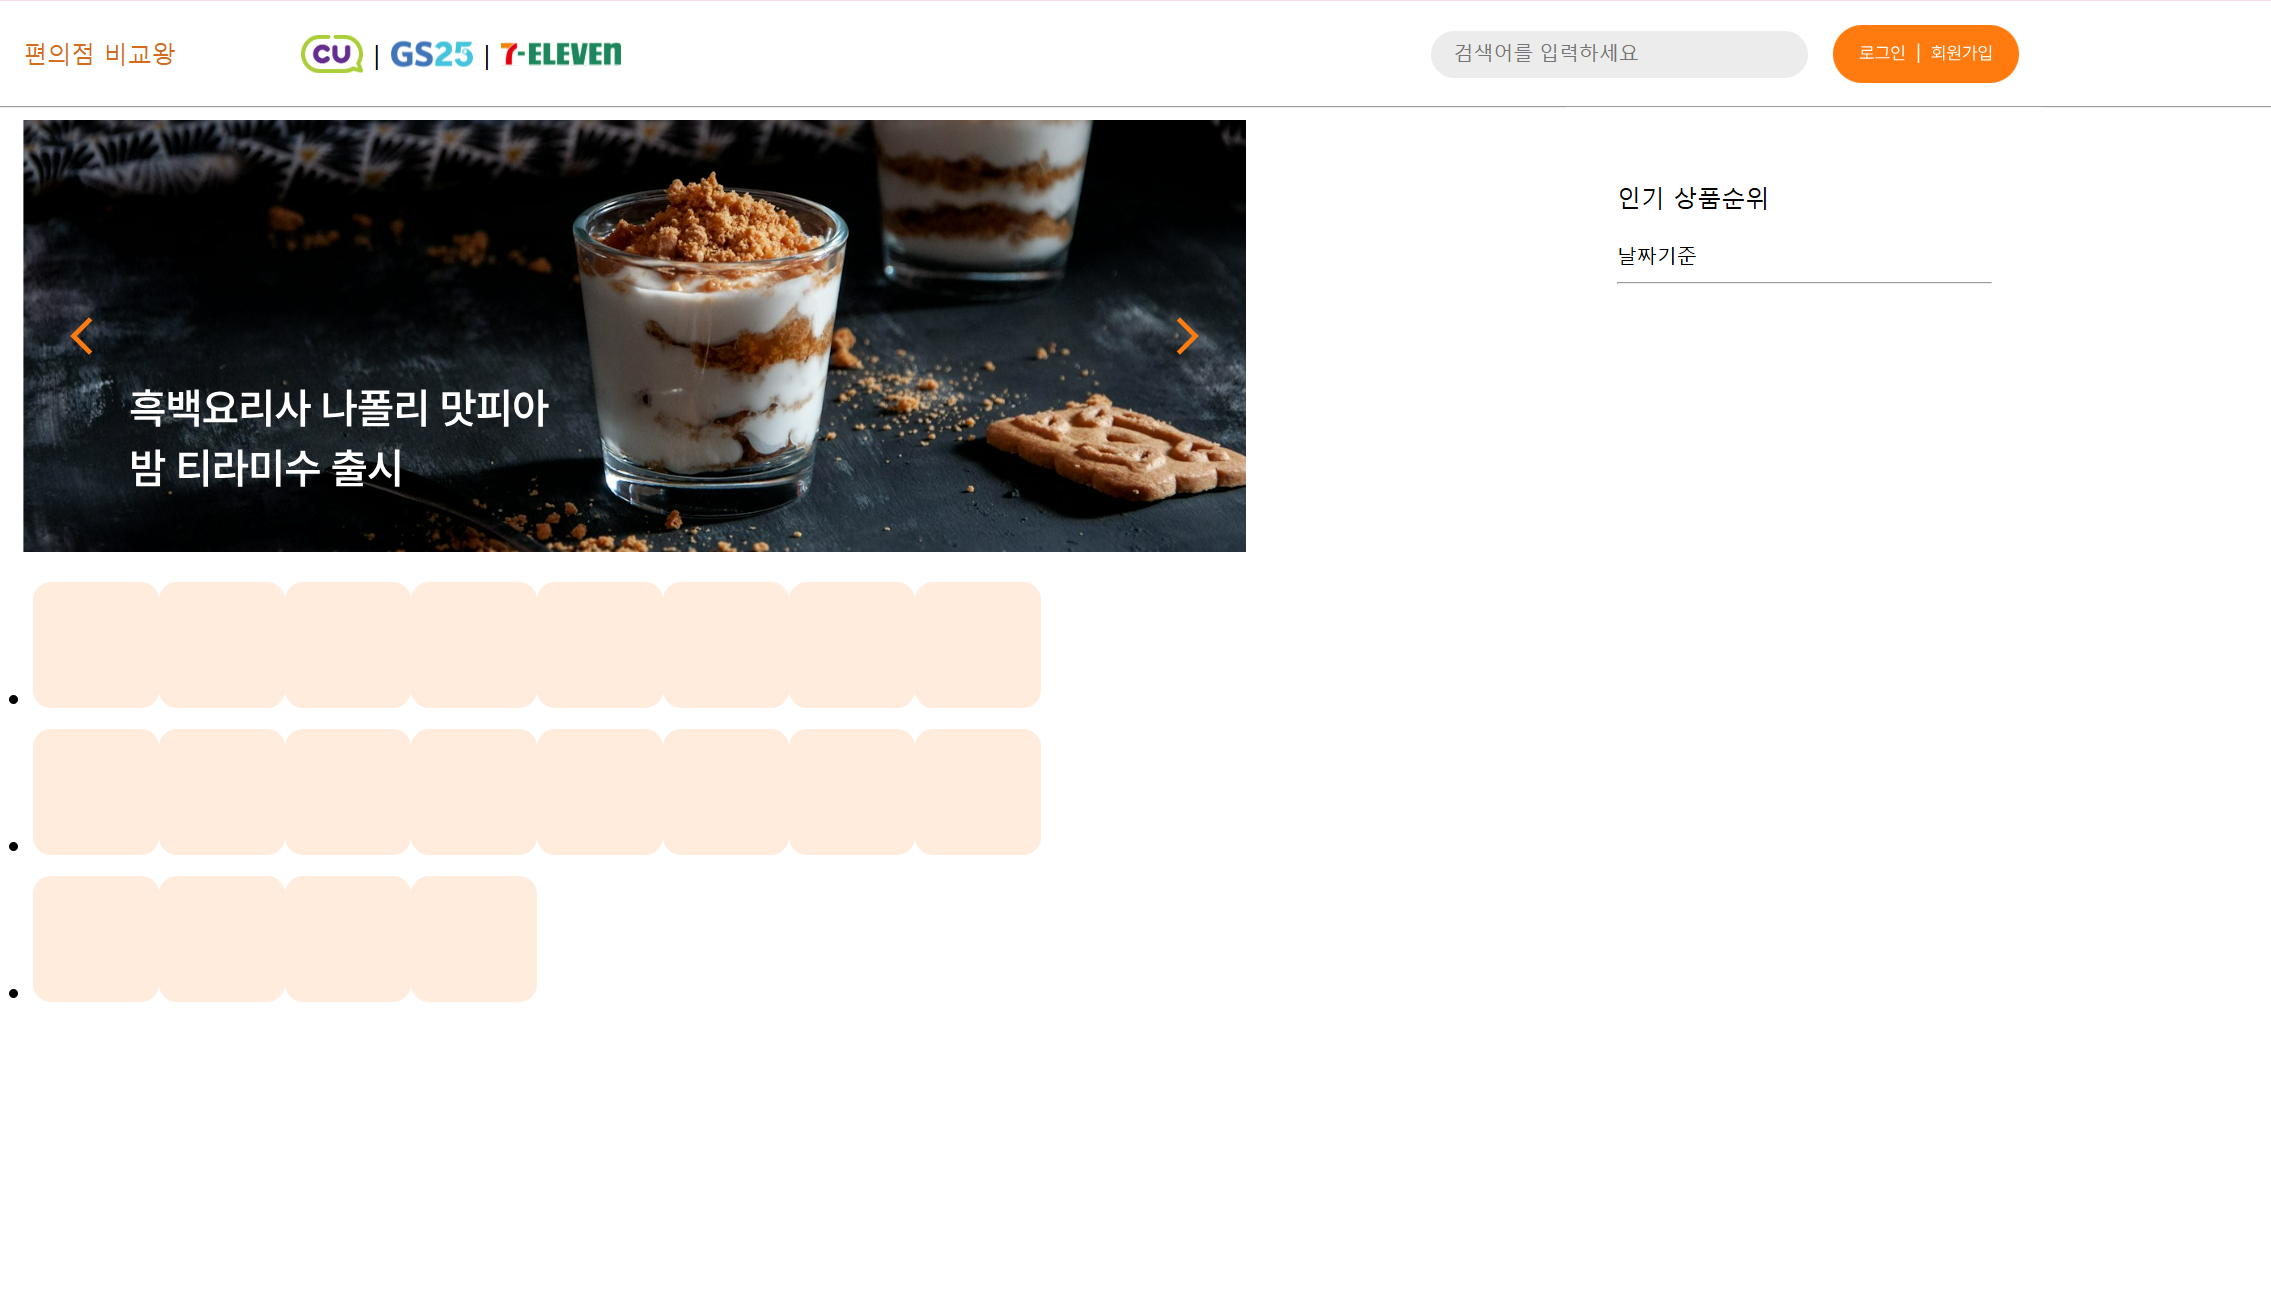 편의점 비교왕
CU | GS25 | 7-ELEVEn
검색어를 입력하세요
로그인 | 회원가입
흑백요리사 나폴리 맛피아
밤 티라미수 출시
인기 상품순위
날짜기준